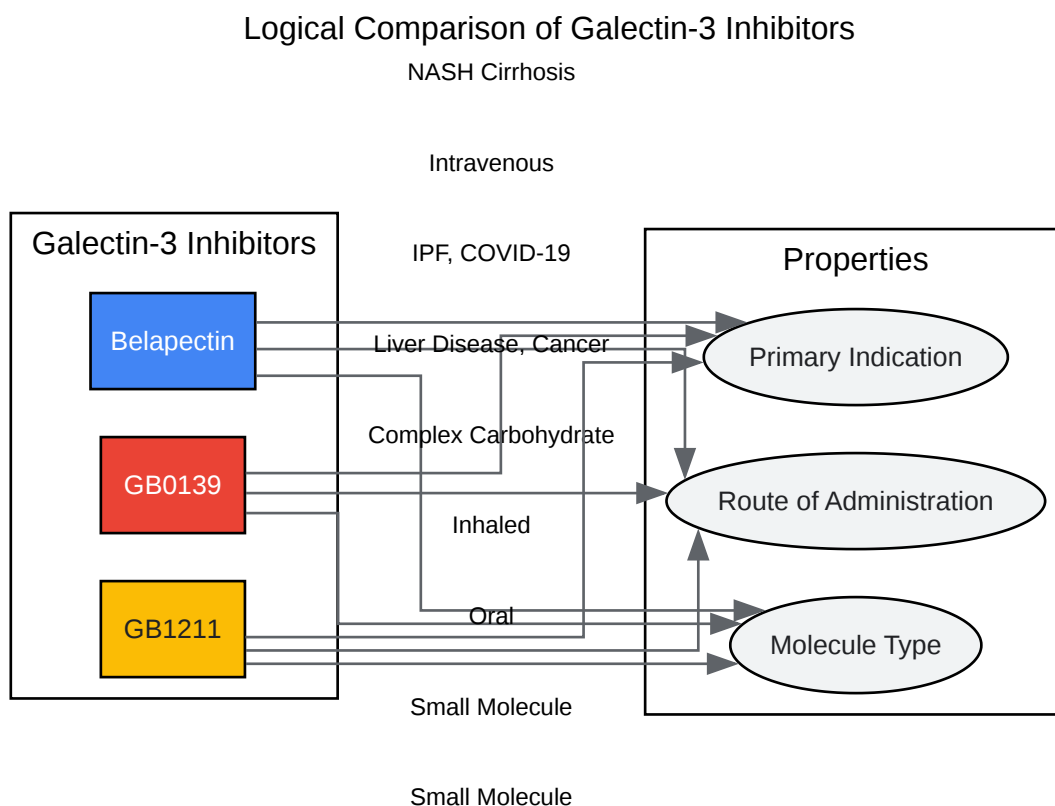 Logical Comparison of Galectin-3 Inhibitors
NASH Cirrhosis
Intravenous
IPF, COVID-19
Liver Disease, Cancer
Complex Carbohydrate
Inhaled
Oral
Small Molecule
Small Molecule
Galectin-3 Inhibitors
Belapectin
GB0139
GB1211
Properties
Primary Indication
Route of Administration
Molecule Type